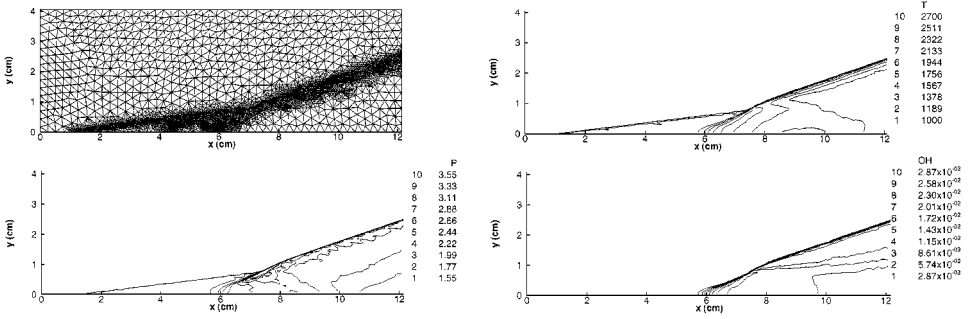 4
3
2
1
0
y (cm)
0 2 4 6 8 10 12
x (cm)
4
3
2
1
0
y (cm)
0 2 4 6 8 10 12
x (cm)
T
10 2700
9 2511
8 2322
7 2133
6 1944
5 1756
4 1567
3 1378
2 1189
1 1000
4
3
2
1
0
y (cm)
0 2 4 6 8 10 12
x (cm)
P
10 3.55
9 3.33
8 3.11
7 2.88
6 2.66
5 2.44
4 2.22
3 1.99
2 1.77
1 1.55
4
3
2
1
0
y (cm)
0 2 4 6 8 10 12
x (cm)
OH
10 2.87x10⁻⁰²
9 2.58x10⁻⁰²
8 2.30x10⁻⁰²
7 2.01x10⁻⁰²
6 1.72x10⁻⁰²
5 1.43x10⁻⁰²
4 1.15x10⁻⁰²
3 8.61x10⁻⁰³
2 5.74x10⁻⁰³
1 2.87x10⁻⁰³